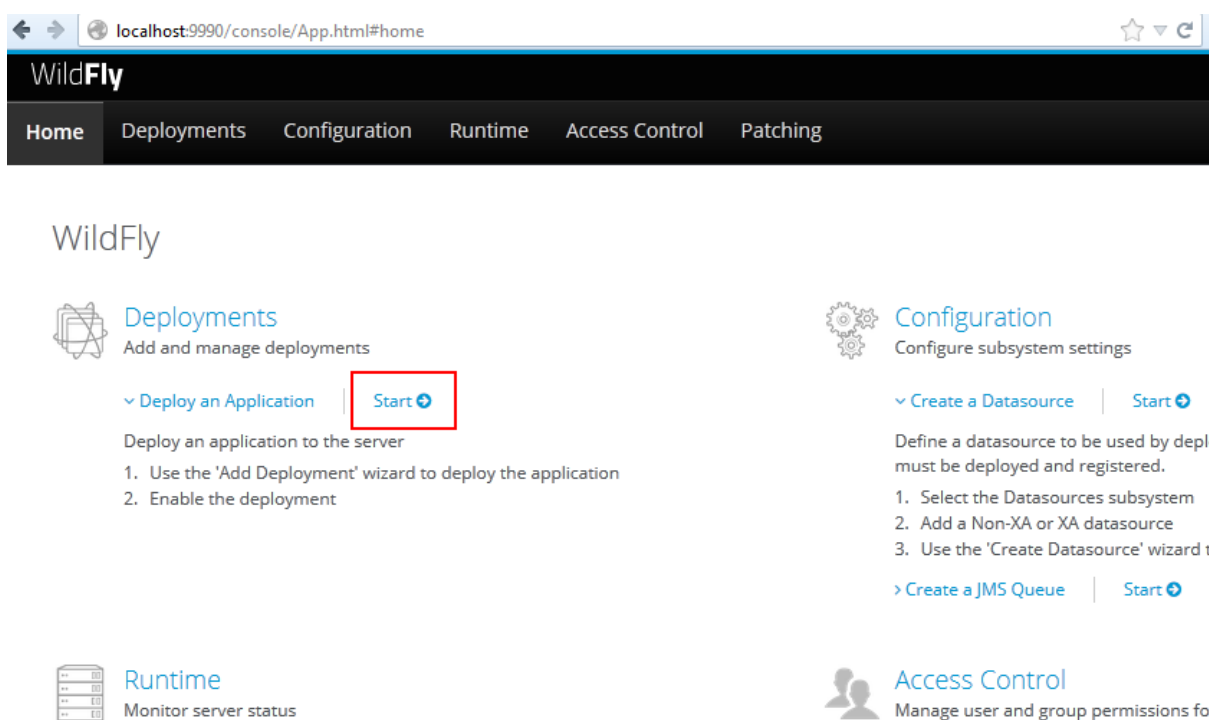 localhost:9990/console/App.html#home
WildFly
Home Deployments Configuration Runtime Access Control Patching
WildFly
Deployments
Add and manage deployments
Deploy an Application Start
Deploy an application to the server
1. Use the 'Add Deployment' wizard to deploy the application
2. Enable the deployment
Configuration
Configure subsystem settings
Create a Datasource Start
Define a datasource to be used by depl
must be deployed and registered.
1. Select the Datasources subsystem
2. Add a Non-XA or XA datasource
3. Use the 'Create Datasource' wizard t
Create a JMS Queue Start
Runtime
Monitor server status
Access Control
Manage user and group permissions fo